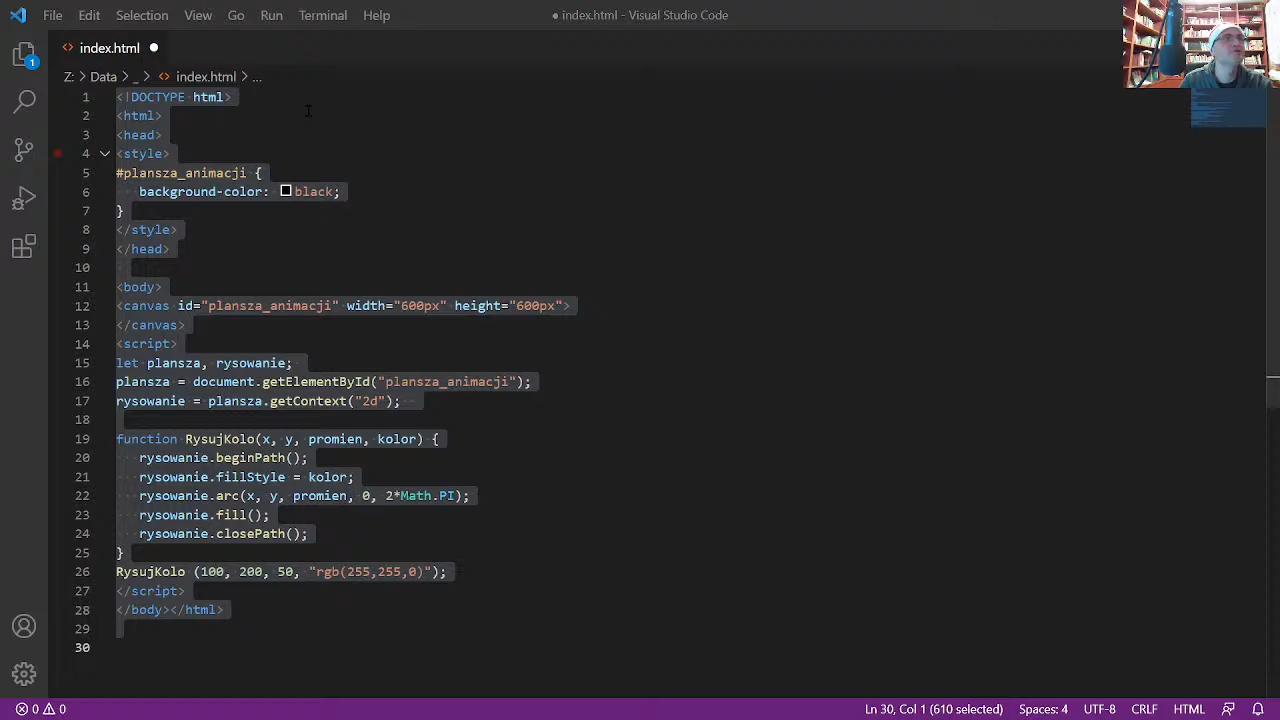 File Edit Selection View Go Run Terminal Help ● index.html - Visual Studio Code
index.html
1
Z: > Data > _ > index.html > ...
1 <!DOCTYPE html>
2 <html>
3 <head>
4 <style>
5 #plansza_animacji {
6 background-color: black;
7 }
8 </style>
9 </head>
10
11 <body>
12 <canvas id="plansza_animacji" width="600px" height="600px">
13 </canvas>
14 <script>
15 let plansza, rysowanie;
16 plansza = document.getElementById("plansza_animacji");
17 rysowanie = plansza.getContext("2d");
18
19 function RysujKolo(x, y, promien, kolor) {
20 rysowanie.beginPath();
21 rysowanie.fillStyle = kolor;
22 rysowanie.arc(x, y, promien, 0, 2*Math.PI);
23 rysowanie.fill();
24 rysowanie.closePath();
25 }
26 RysujKolo (100, 200, 50, "rgb(255,255,0)");
27 </script>
28 </body></html>
29
30
0 0 Ln 30, Col 1 (610 selected) Spaces: 4 UTF-8 CRLF HTML